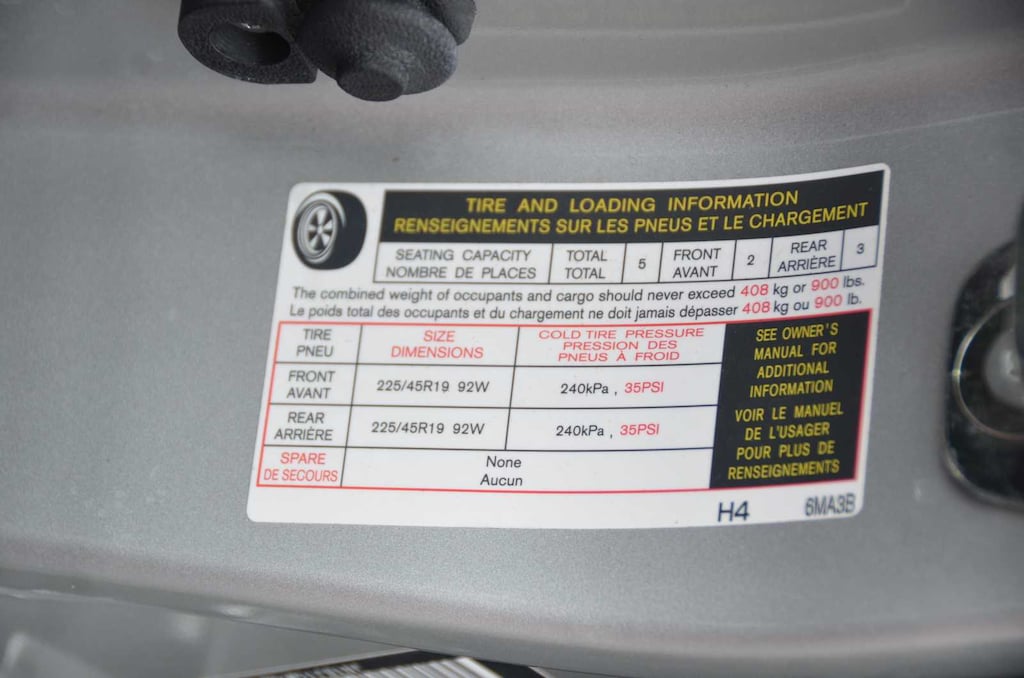 TIRE AND LOADING INFORMATION
RENSEIGNEMENTS SUR LES PNEUS ET LE CHARGEMENT
SEATING CAPACITY TOTAL 5 FRONT 2 REAR 3
NOMBRE DE PLACES TOTAL AVANT ARRIÈRE
The combined weight of occupants and cargo should never exceed 408 kg or 900 lbs.
Le poids total des occupants et du chargement ne doit jamais dépasser 408 kg ou 900 lb.
TIRE SIZE COLD TIRE PRESSURE
PNEU DIMENSIONS PRESSION DES
PNEUS À FROID
FRONT 225/45R19 92W 240kPa , 35PSI
AVANT
REAR 225/45R19 92W 240kPa , 35PSI
ARRIÈRE
SPARE None
DE SECOURS Aucun
SEE OWNER'S
MANUAL FOR
ADDITIONAL
INFORMATION
VOIR LE MANUEL
DE L'USAGER
POUR PLUS DE
RENSEIGNEMENTS
H4 6MA3B